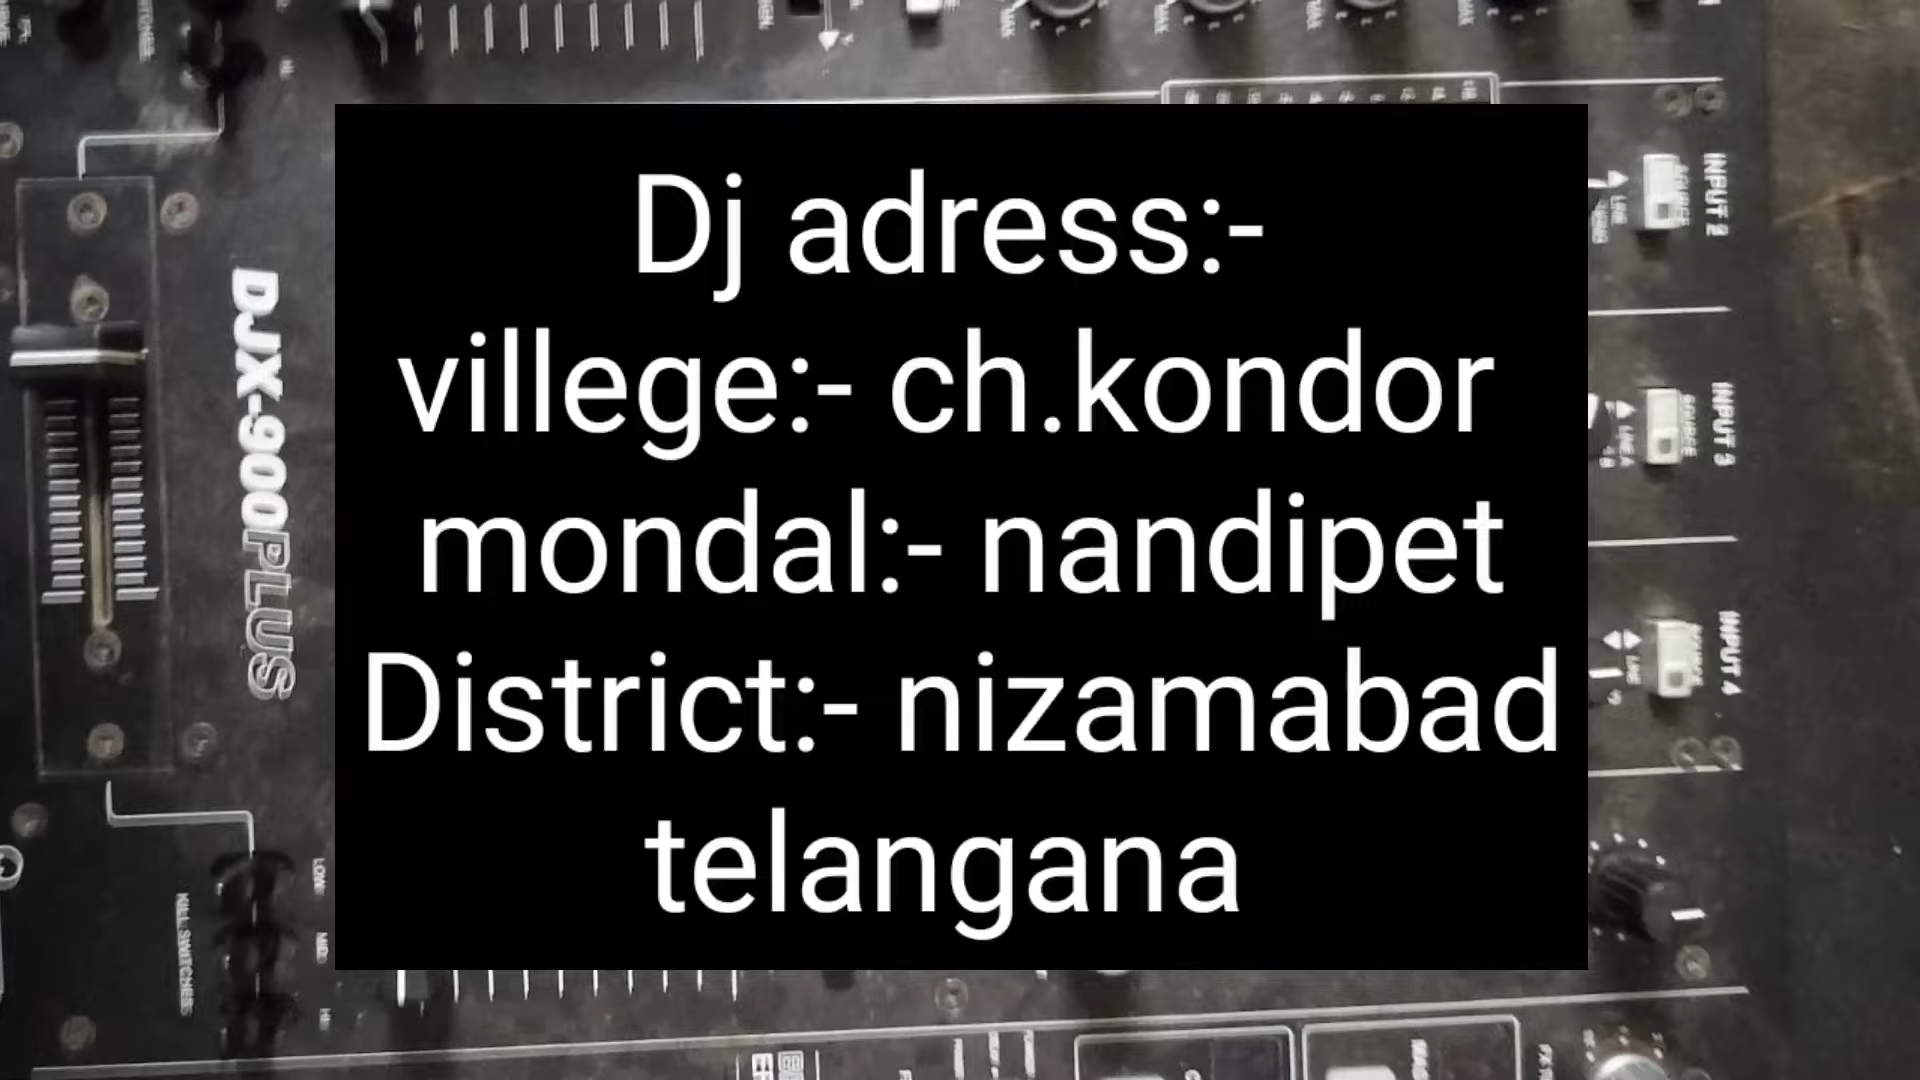 Dj adress:-
villege:- ch.kondor
mondal:- nandipet
District:- nizamabad
telangana
DJX-900PLUS
INPUT 2
INPUT 3
INPUT 4
KILL SWITCHES
LOW
MID